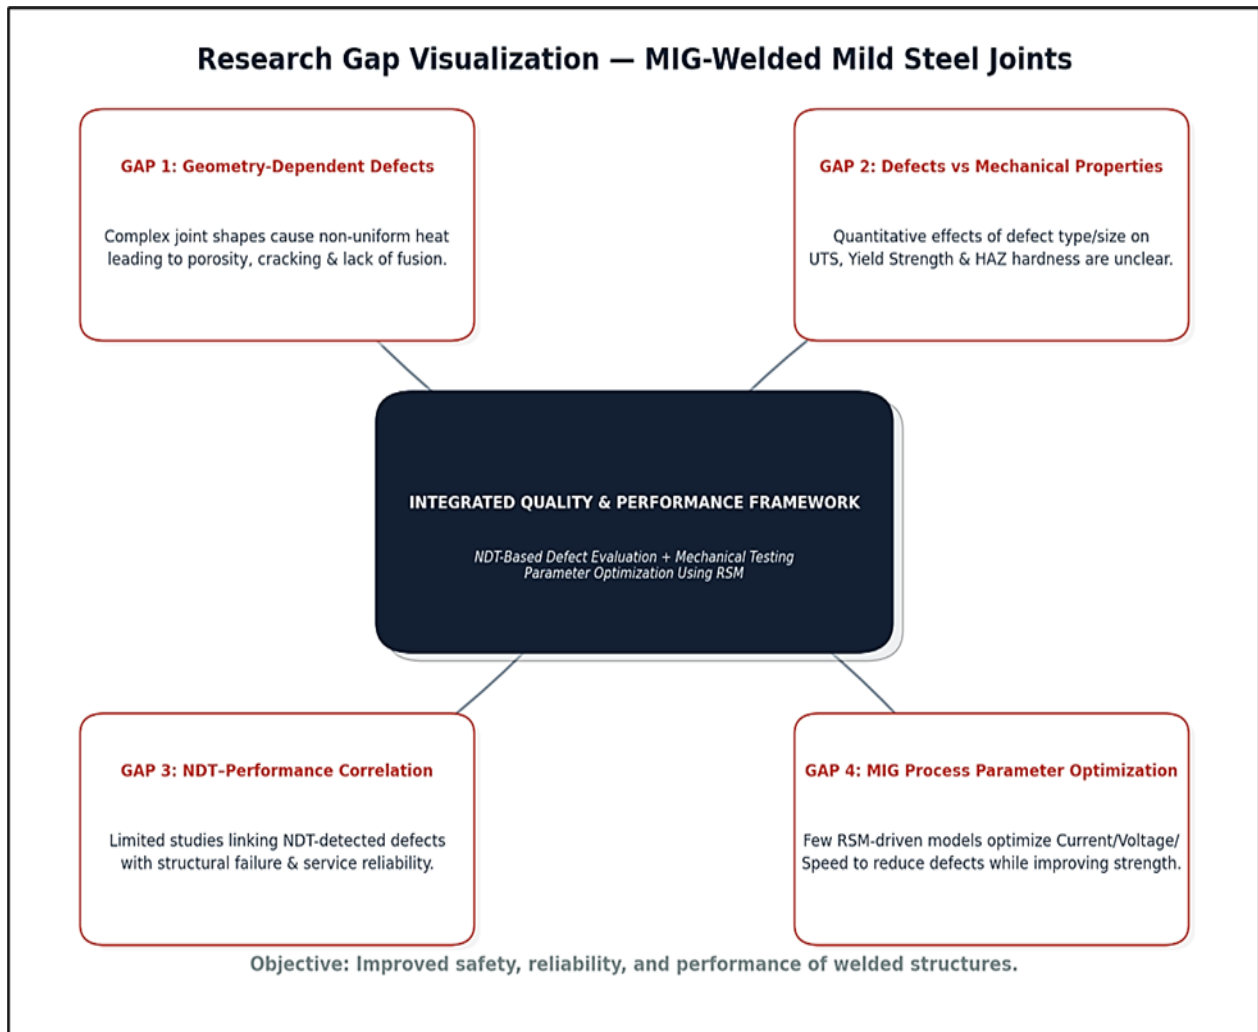 Research Gap Visualization — MIG-Welded Mild Steel Joints
GAP 1: Geometry-Dependent Defects
Complex joint shapes cause non-uniform heat
leading to porosity, cracking & lack of fusion.
GAP 2: Defects vs Mechanical Properties
Quantitative effects of defect type/size on
UTS, Yield Strength & HAZ hardness are unclear.
INTEGRATED QUALITY & PERFORMANCE FRAMEWORK
NDT-Based Defect Evaluation + Mechanical Testing
Parameter Optimization Using RSM
GAP 3: NDT–Performance Correlation
Limited studies linking NDT-detected defects
with structural failure & service reliability.
GAP 4: MIG Process Parameter Optimization
Few RSM-driven models optimize Current/Voltage/
Speed to reduce defects while improving strength.
Objective: Improved safety, reliability, and performance of welded structures.